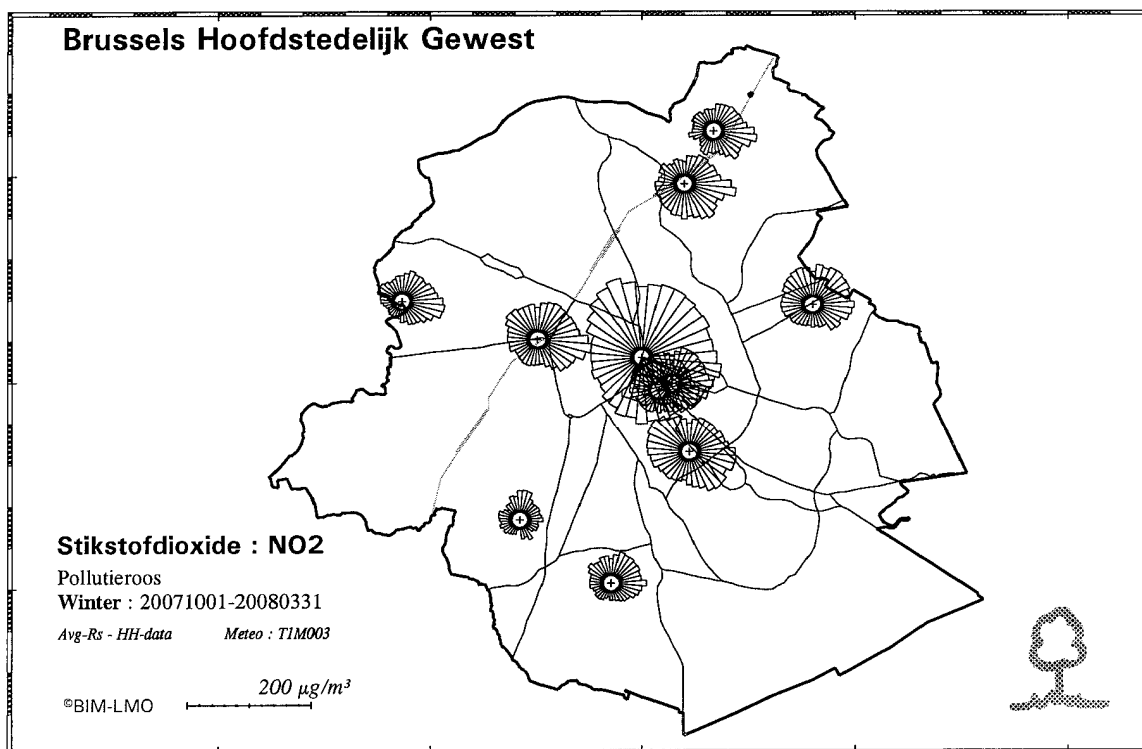 Brussels Hoofdstedelijk Gewest
Stikstofdioxide : NO2
Pollutieroos
Winter : 20071001-20080331
Avg-Rs - HH-data Meteo : T1M003
200 µg/m³
©BIM-LMO